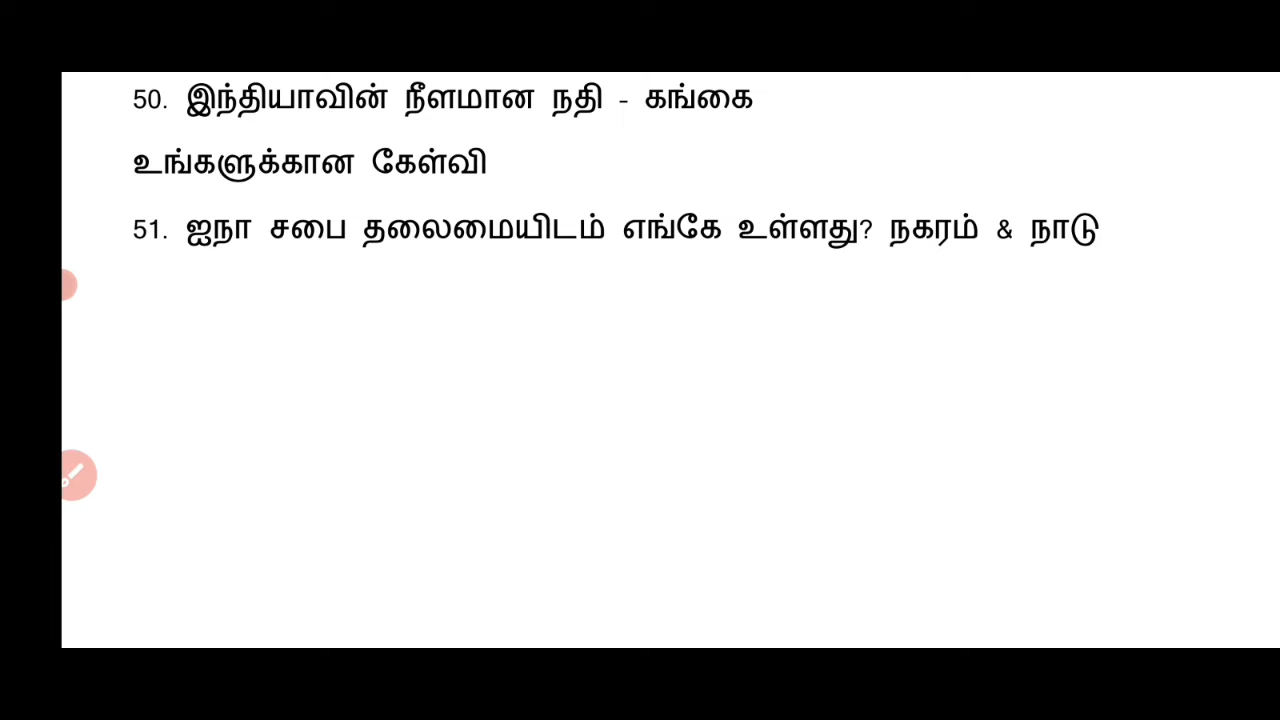 50. இந்தியாவின் நீளமான நதி - கங்கை
உங்களுக்கான கேள்வி
51. ஐநா சபை தலைமையிடம் எங்கே உள்ளது? நகரம் & நாடு